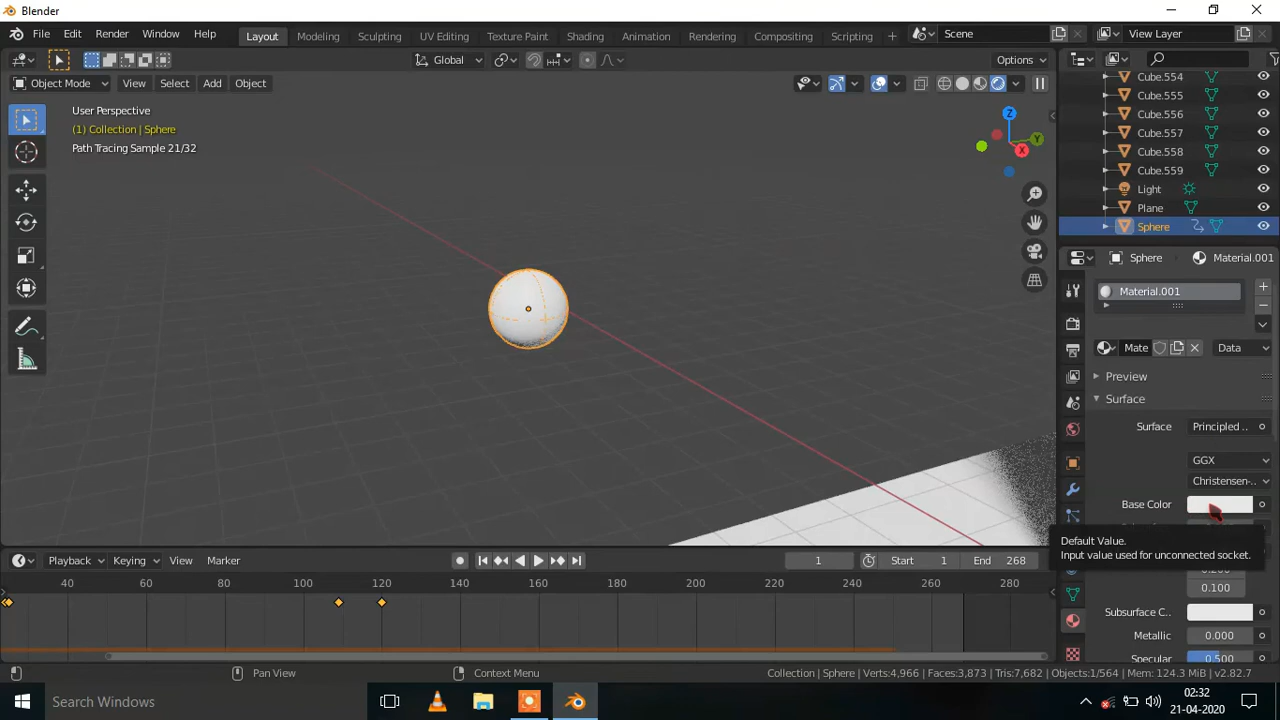 Blender
File Edit Render Window Help Layout Modeling Sculpting UV Editing Texture Paint Shading Animation Rendering Compositing Scripting Scene View Layer
Global Options
Object Mode View Select Add Object
User Perspective
(1) Collection | Sphere
Path Tracing Sample 21/32
Z
Y
X
Cube.554
Cube.555
Cube.556
Cube.557
Cube.558
Cube.559
Light
Plane
Sphere
Sphere Material.001
Material.001
Mate Data
Preview
Surface
Surface Principled ..
GGX
Christensen-..
Base Color
Default Value.
Input value used for unconnected socket.
0.100
Subsurface C..
Metallic 0.000
Specular 0.500
Playback Keying View Marker 1 Start 1 End 268
40 60 80 100 120 140 160 180 200 220 240 260 280
Pan View Context Menu Collection | Sphere | Verts:4,966 | Faces:3,873 | Tris:7,682 | Objects:1/564 | Mem: 124.3 MiB | v2.82.7
Search Windows
02:32
21-04-2020